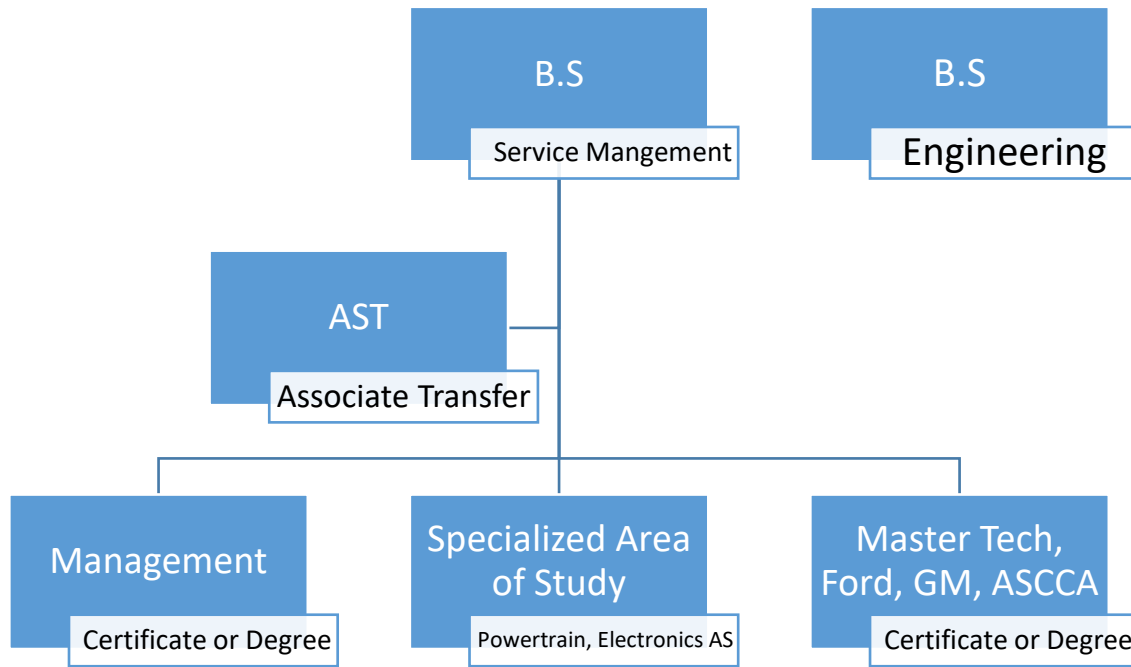 B.S
Service Mangement
B.S
Engineering
AST
Associate Transfer
Management
Certificate or Degree
Specialized Area
of Study
Powertrain, Electronics AS
Master Tech,
Ford, GM, ASCCA
Certificate or Degree